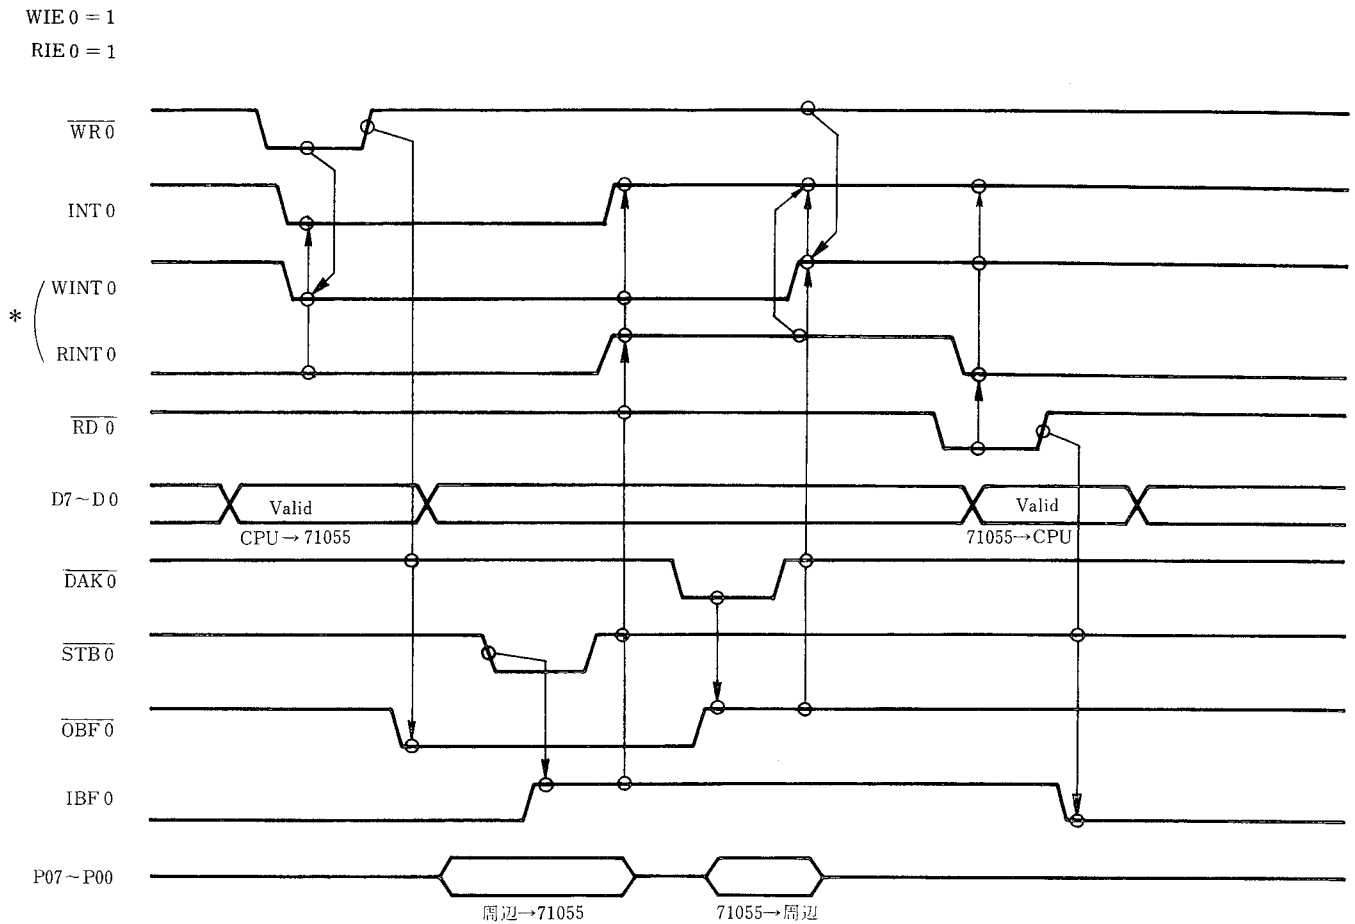 WIE 0 = 1
RIE 0 = 1
WR 0
INT 0
WINT 0
*
RINT 0
RD 0
D7~D0
Valid
Valid
CPU→71055
71055→CPU
DAK 0
STB 0
OBF 0
IBF 0
P07~P00
周辺→71055
71055→周辺